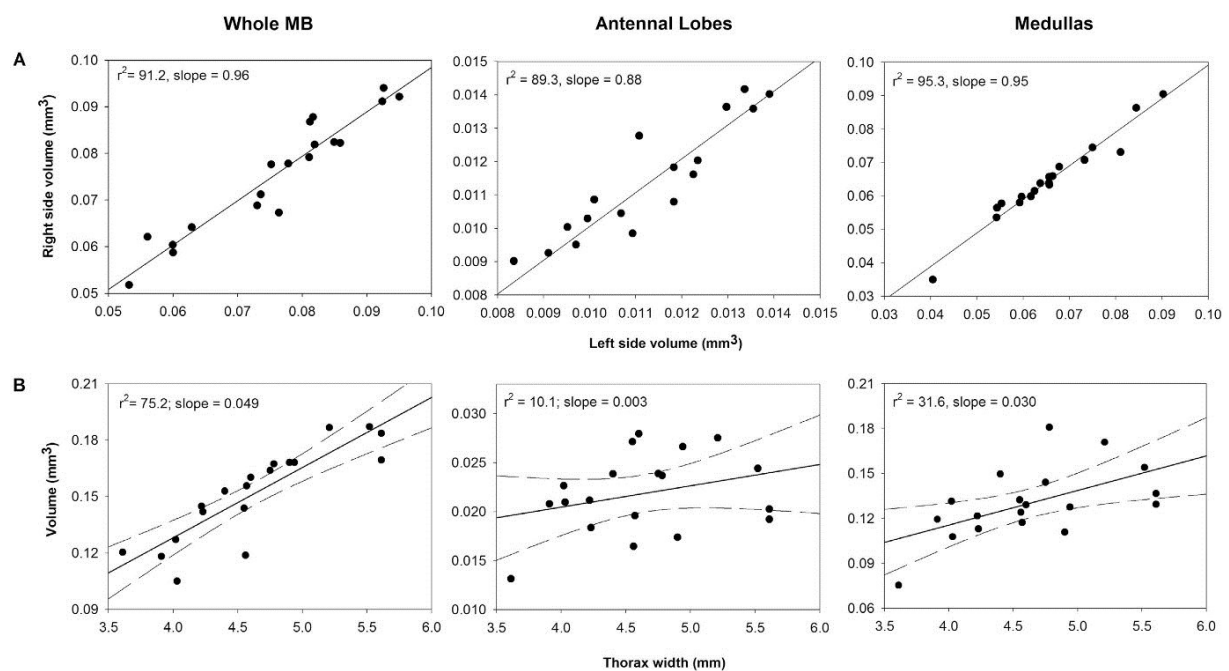 Whole MB
Antennal Lobes
Medullas
A
r²= 91.2, slope = 0.96
r²= 89.3, slope = 0.88
r² = 95.3, slope = 0.95
Right side volume (mm³)
0.10
0.09
0.08
0.07
0.06
0.05
0.05 0.06 0.07 0.08 0.09 0.10
0.015
0.014
0.013
0.012
0.011
0.010
0.009
0.008
0.008 0.009 0.010 0.011 0.012 0.013 0.014 0.015
0.10
0.09
0.08
0.07
0.06
0.05
0.04
0.03
0.03 0.04 0.05 0.06 0.07 0.08 0.09 0.10
Left side volume (mm³)
B
r²= 75.2; slope = 0.049
r²= 10.1; slope = 0.003
r² = 31.6, slope = 0.030
Volume (mm³)
0.21
0.18
0.15
0.12
0.09
3.5 4.0 4.5 5.0 5.5 6.0
0.030
0.025
0.020
0.015
0.010
3.5 4.0 4.5 5.0 5.5 6.0
0.21
0.18
0.15
0.12
0.09
0.06
3.5 4.0 4.5 5.0 5.5 6.0
Thorax width (mm)